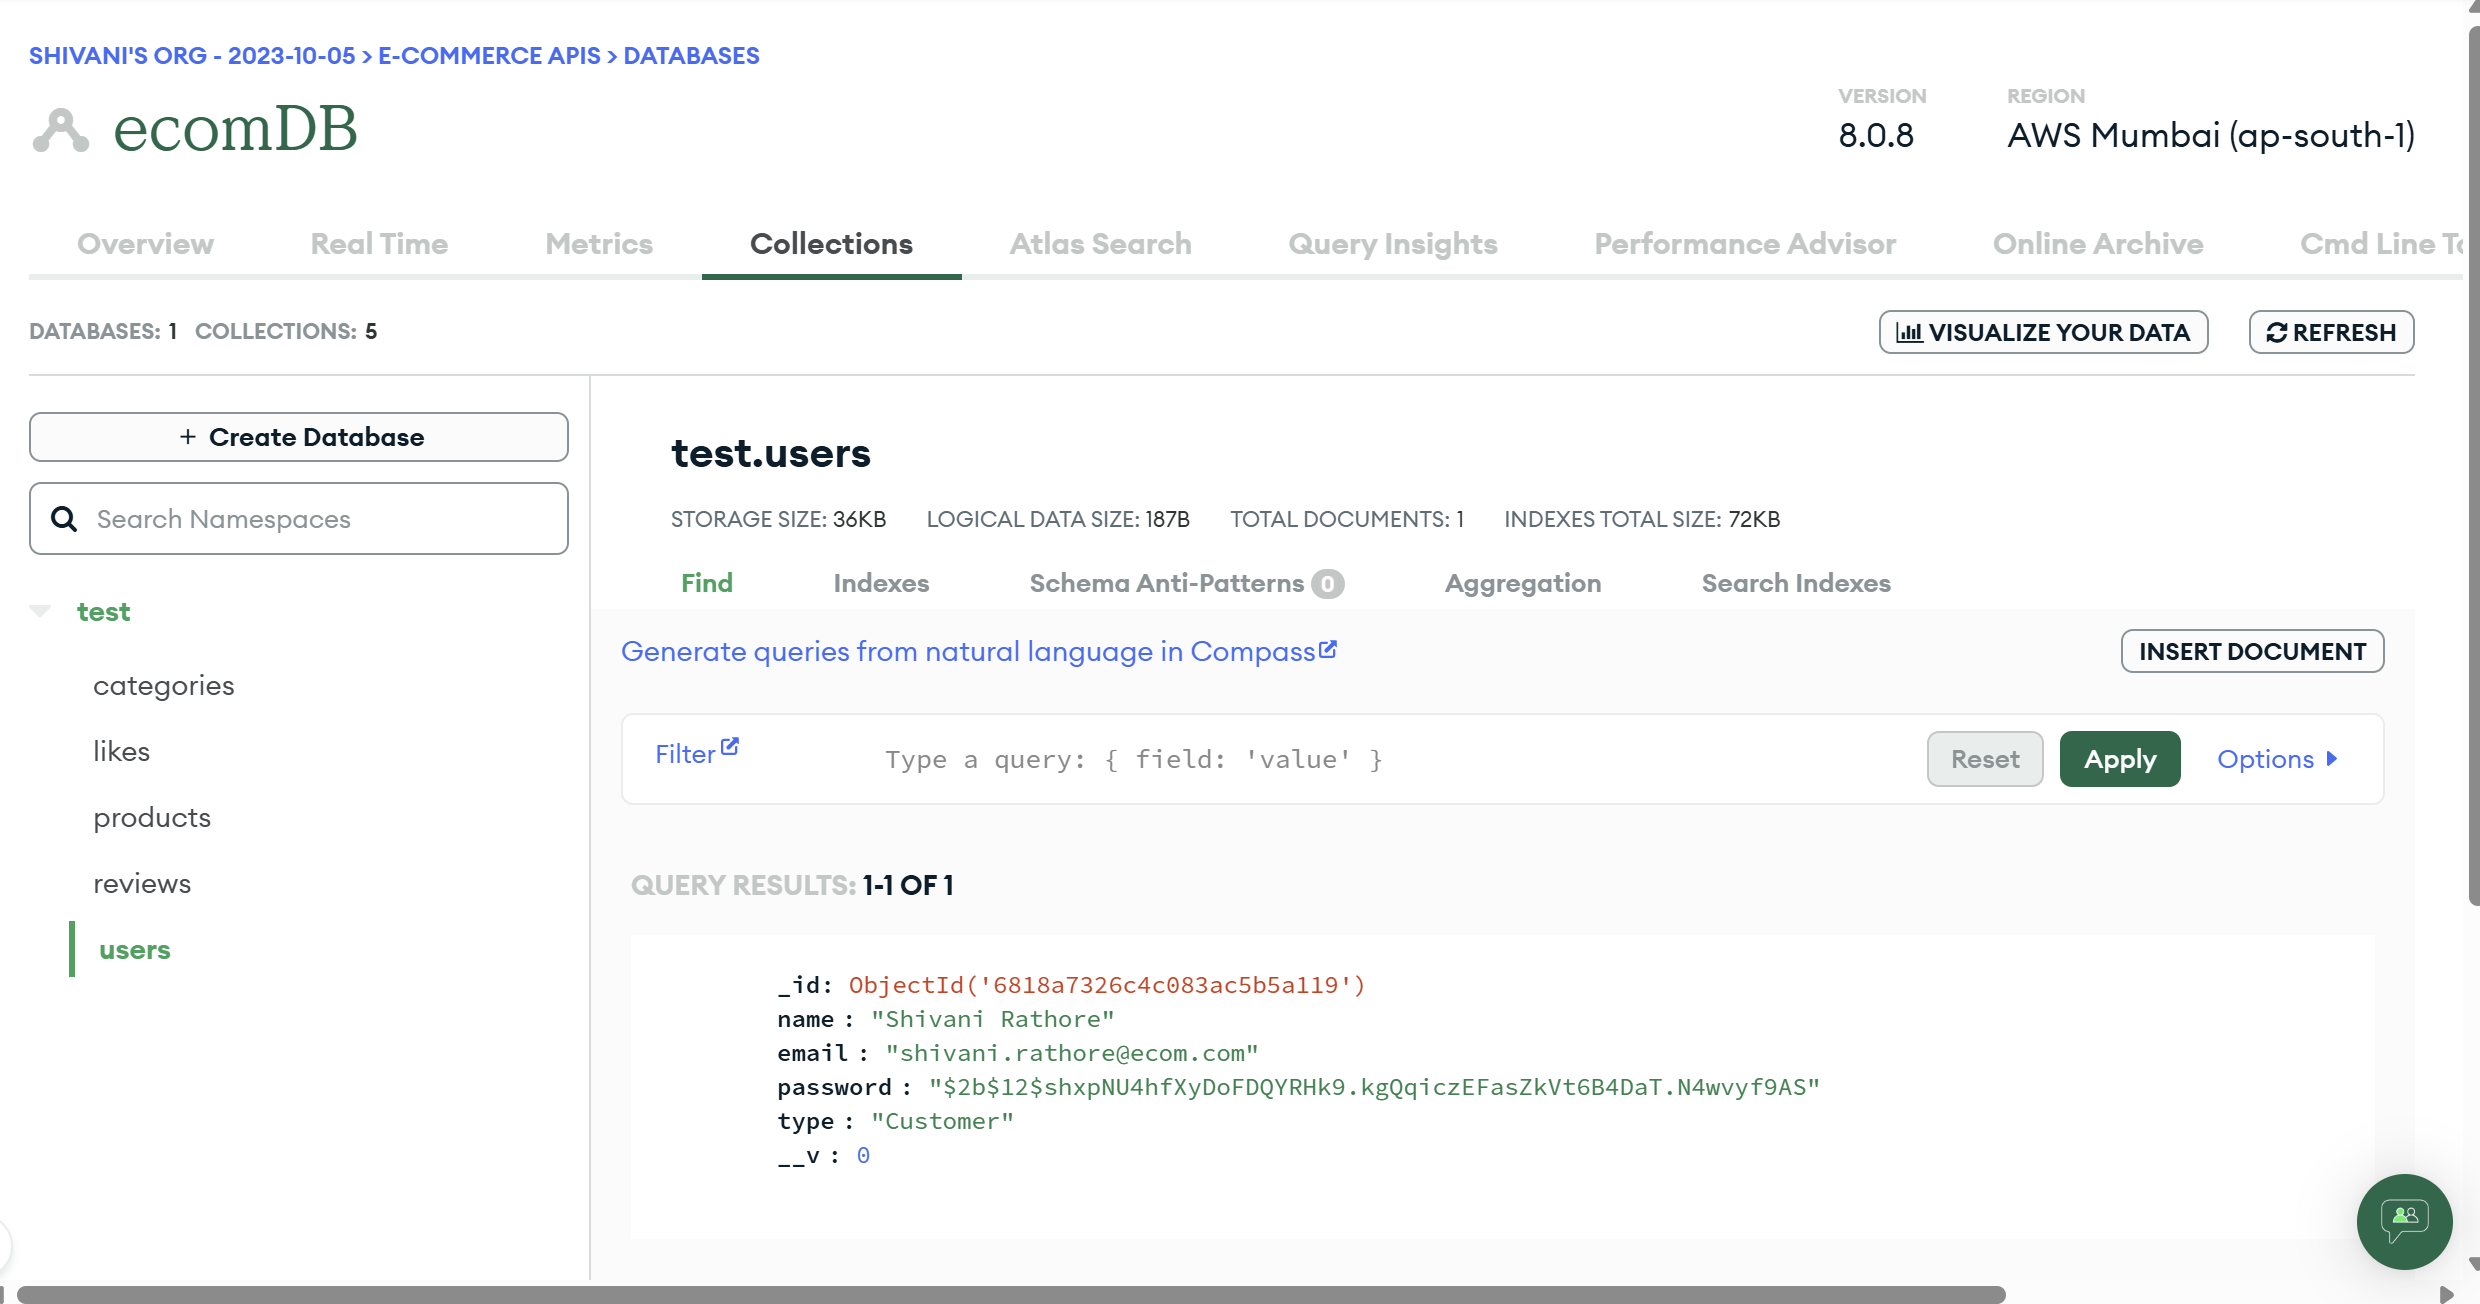 SHIVANI'S ORG - 2023-10-05 > E-COMMERCE APIS > DATABASES
ecomDB
VERSION
8.0.8
REGION
AWS Mumbai (ap-south-1)
Overview Real Time Metrics Collections Atlas Search Query Insights Performance Advisor Online Archive Cmd Line To
DATABASES: 1 COLLECTIONS: 5
VISUALIZE YOUR DATA
REFRESH
+ Create Database
Search Namespaces
test
categories
likes
products
reviews
users
test.users
STORAGE SIZE: 36KB LOGICAL DATA SIZE: 187B TOTAL DOCUMENTS: 1 INDEXES TOTAL SIZE: 72KB
Find Indexes Schema Anti-Patterns 0 Aggregation Search Indexes
Generate queries from natural language in Compass
INSERT DOCUMENT
Filter
Type a query: { field: 'value' }
Reset
Apply
Options
QUERY RESULTS: 1-1 OF 1
_id: ObjectId('6818a7326c4c083ac5b5a119')
name : "Shivani Rathore"
email : "shivani.rathore@ecom.com"
password : "$2b$12$shxpNU4hfXyDoFDQYRHk9.kgQqiczEFasZkVt6B4DaT.N4wvyf9AS"
type : "Customer"
__v : 0